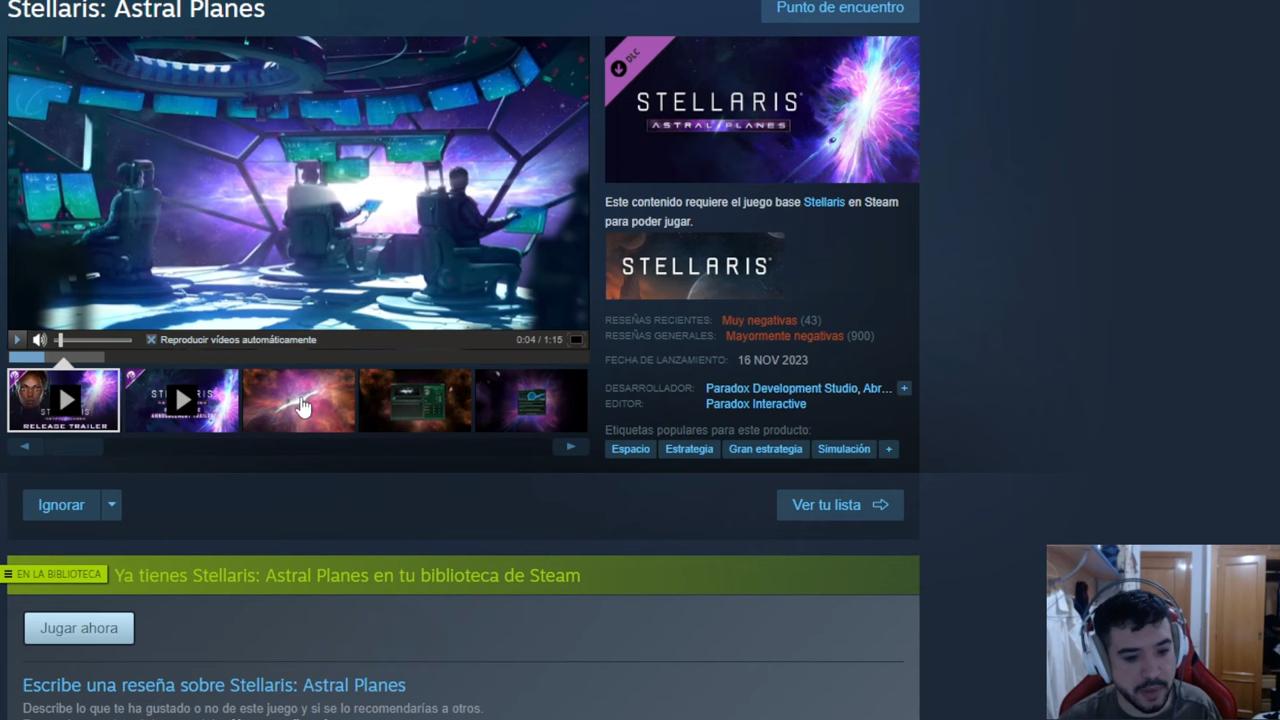 Stellaris: Astral Planes
Punto de encuentro
DLC
STELLARIS
ASTRAL PLANES
Este contenido requiere el juego base Stellaris en Steam
para poder jugar.
STELLARIS
RESEÑAS RECIENTES: Muy negativas (43)
RESEÑAS GENERALES: Mayormente negativas (900)
FECHA DE LANZAMIENTO: 16 NOV 2023
DESARROLLADOR: Paradox Development Studio, Abr... +
EDITOR: Paradox Interactive
Etiquetas populares para este producto:
Espacio Estrategia Gran estrategia Simulación +
Reproducir vídeos automáticamente 0:04 / 1:15
RELEASE TRAILER
Ignorar
Ver tu lista
EN LA BIBLIOTECA Ya tienes Stellaris: Astral Planes en tu biblioteca de Steam
Jugar ahora
Escribe una reseña sobre Stellaris: Astral Planes
Describe lo que te ha gustado o no de este juego y si se lo recomendarías a otros.